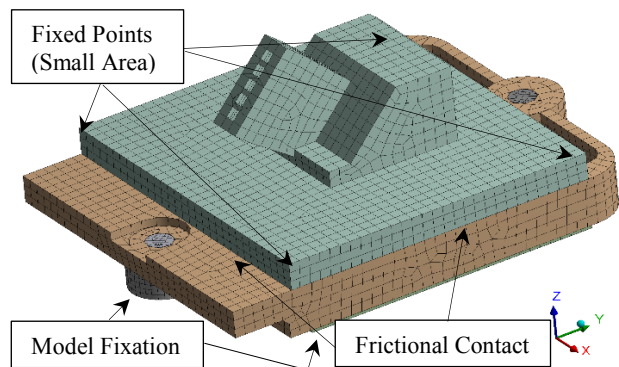 Fixed Points
(Small Area)
Z
Y
X
Model Fixation
Frictional Contact